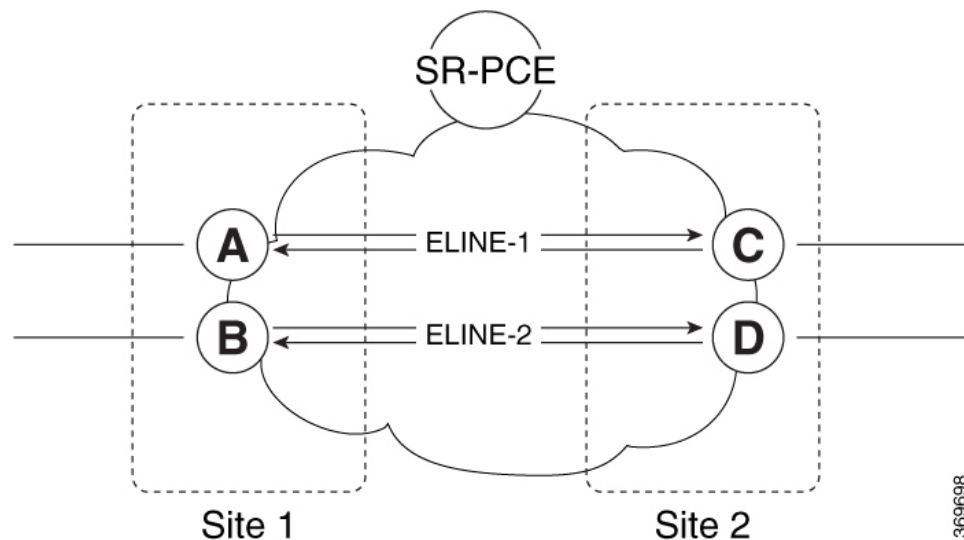 SR-PCE
A
ELINE-1
C
B
ELINE-2
D
Site 1
Site 2
369698